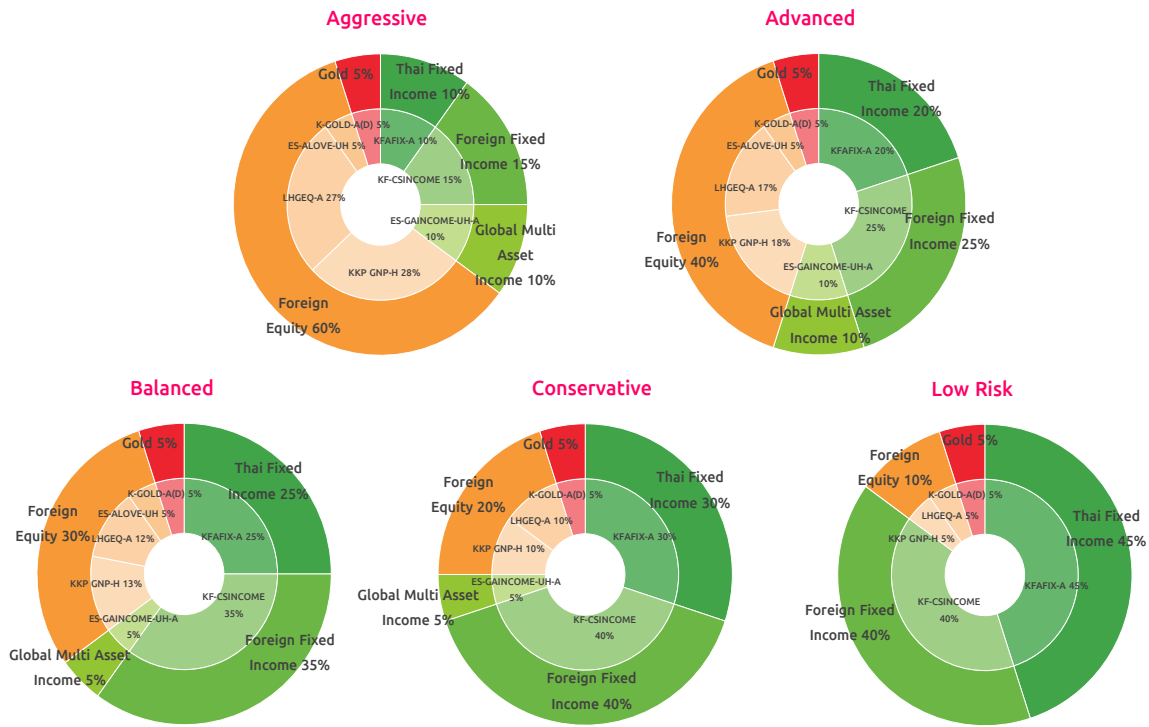 Aggressive
Gold 5%
Thai Fixed
Income 10%
K-GOLD-A(D) 5%
KFAFIX-A 10%
ES-ALOVE-UH 5%
Foreign Fixed
Income 15%
KF-CSINCOME 15%
LHGEQ-A 27%
ES-GAINCOME-UH-A
10%
Global Multi
Asset
Income 10%
KKP GNP-H 28%
Foreign
Equity 60%
Advanced
Gold 5%
Thai Fixed
Income 20%
K-GOLD-A(D) 5%
ES-ALOVE-UH 5%
KFAFIX-A 20%
LHGEQ-A 17%
KF-CSINCOME
25%
Foreign Fixed
Income 25%
Foreign
Equity 40%
KKP GNP-H 18%
ES-GAINCOME-UH-A
10%
Global Multi Asset
Income 10%
Balanced
Gold 5%
Thai Fixed
Income 25%
K-GOLD-A(D) 5%
ES-ALOVE-UH 5%
Foreign
Equity 30%
LHGEQ-A 12%
KFAFIX-A 25%
KKP GNP-H 13%
KF-CSINCOME
35%
ES-GAINCOME-UH-A
5%
Foreign Fixed
Income 35%
Global Multi Asset
Income 5%
Conservative
Gold 5%
Thai Fixed
Income 30%
Foreign
Equity 20%
K-GOLD-A(D) 5%
LHGEQ-A 10%
KFAFIX-A 30%
KKP GNP-H 10%
ES-GAINCOME-UH-A
5%
Global Multi Asset
Income 5%
KF-CSINCOME
40%
Foreign Fixed
Income 40%
Low Risk
Gold 5%
Foreign
Equity 10%
K-GOLD-A(D) 5%
LHGEQ-A 5%
KKP GNP-H 5%
Thai Fixed
Income 45%
KFAFIX-A 45%
KF-CSINCOME
40%
Foreign Fixed
Income 40%